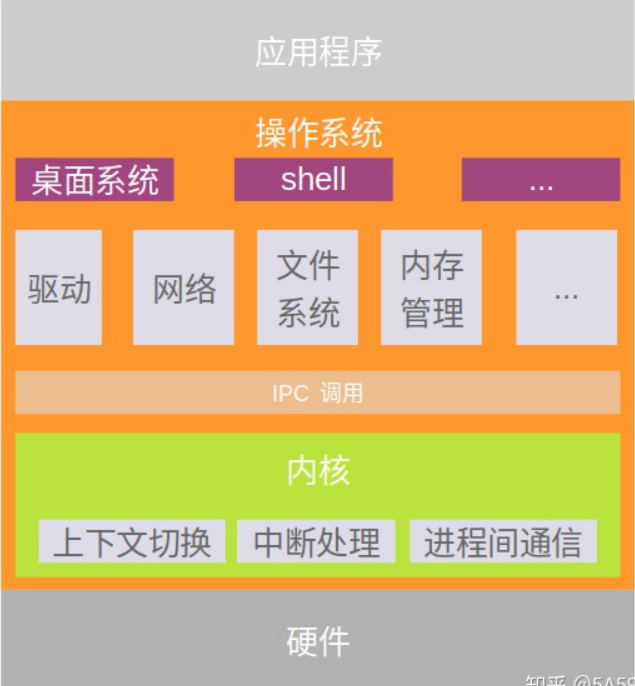 应用程序
操作系统
桌面系统 shell ...
驱动 网络 文件系统 内存管理 ...
IPC 调用
内核
上下文切换 中断处理 进程间通信
硬件
知乎